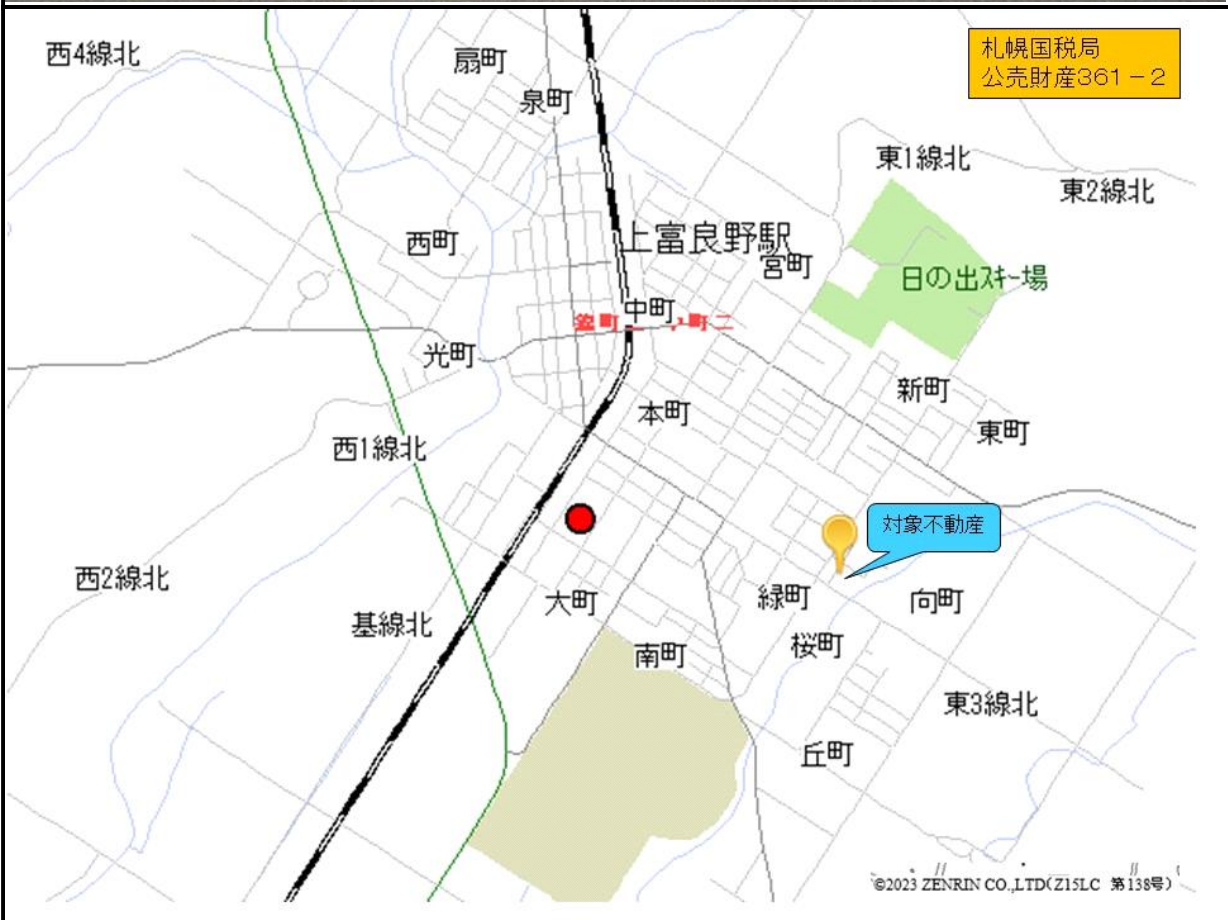 西4線北
扇町
札幌国税局
公売財産361-2
泉町
東1線北
東2線北
西町
上富良野駅
宮町
日の出スキー場
中町
光町
新町
本町
東町
西1線北
対象不動産
西2線北
大町
緑町
向町
基線北
南町
桜町
東3線北
丘町
©2023 ZENRIN CO.,LTD(Z15LC 第138号)